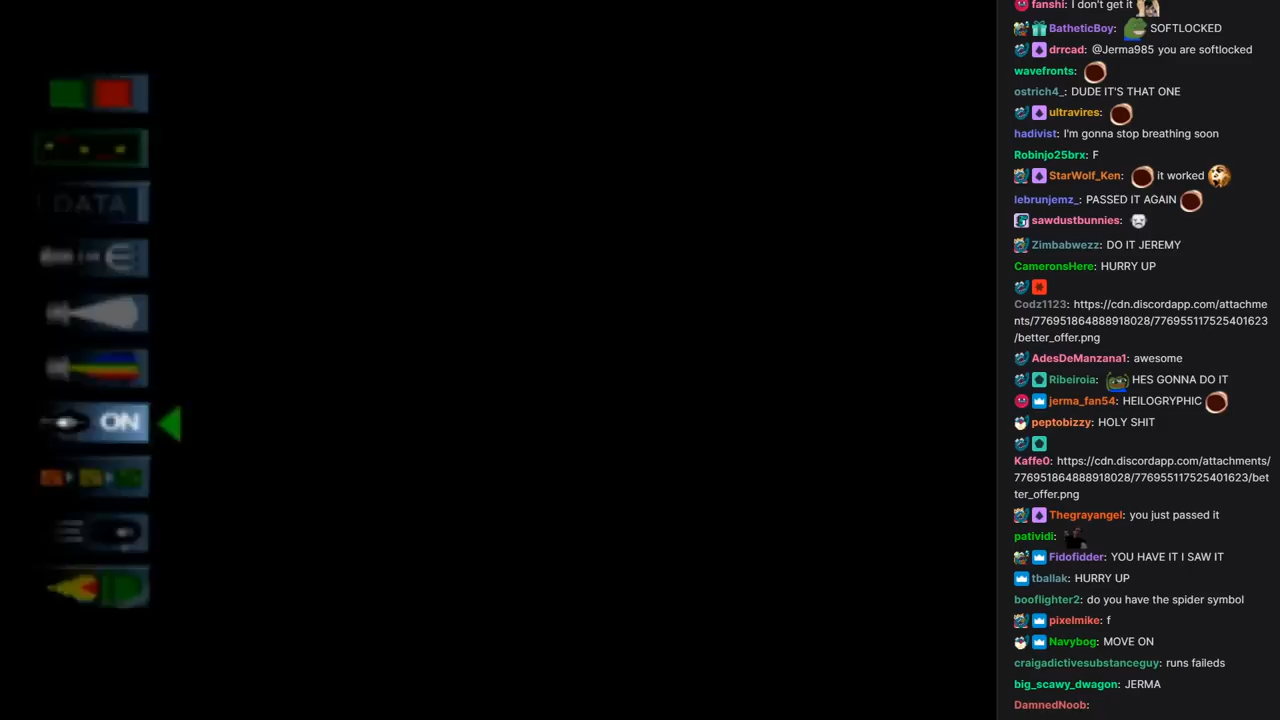 DATA
ON
fanshi: I don't get it
BatheticBoy: SOFTLOCKED
drrcad: @Jerma985 you are softlocked
wavefronts:
ostrich4_: DUDE IT'S THAT ONE
ultravires:
hadivist: I'm gonna stop breathing soon
Robinjo25brx: F
StarWolf_Ken: it worked
lebrunjemz_: PASSED IT AGAIN
sawdustbunnies:
Zimbabwezz: DO IT JEREMY
CameronsHere: HURRY UP
Codz1123: https://cdn.discordapp.com/attachme
nts/776951864888918028/776955117525401623
/better_offer.png
AdesDeManzana1: awesome
Ribeiroia: HES GONNA DO IT
jerma_fan54: HEILOGRYPHIC
peptobizzy: HOLY SHIT
Kaffe0: https://cdn.discordapp.com/attachments/
776951864888918028/776955117525401623/bet
ter_offer.png
Thegrayangel: you just passed it
patividi:
Fidofidder: YOU HAVE IT I SAW IT
tballak: HURRY UP
booflighter2: do you have the spider symbol
pixelmike: f
Navybog: MOVE ON
craigadictivesubstanceguy: runs faileds
big_scawy_dwagon: JERMA
DamnedNoob: